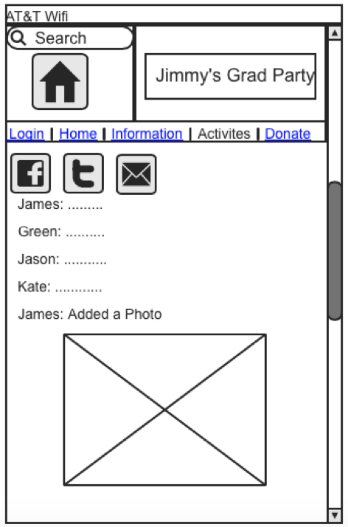 AT&T Wifi
Search
Jimmy's Grad Party
Login | Home | Information | Activites | Donate
James: .........
Green: ..........
Jason: ...........
Kate: ............
James: Added a Photo